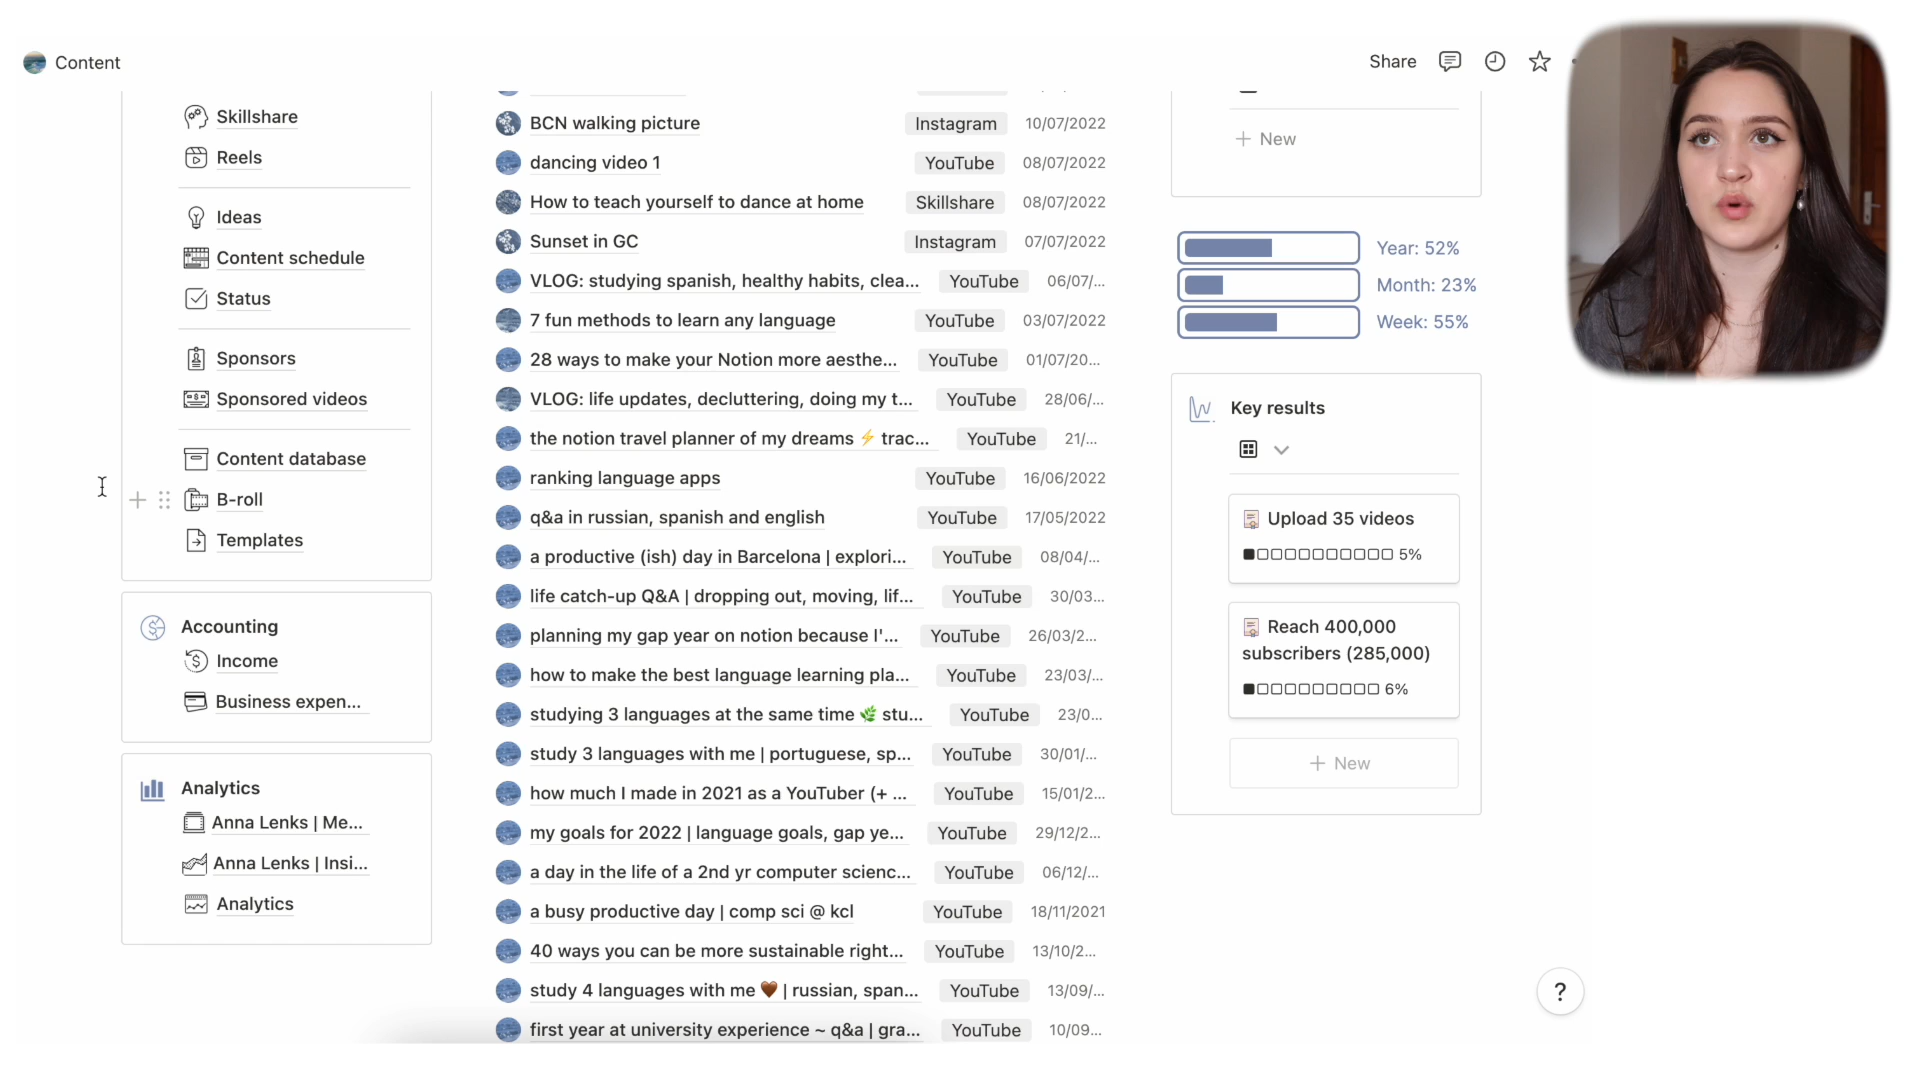 Content
Share
Skillshare
Reels
Ideas
Content schedule
Status
Sponsors
Sponsored videos
Content database
B-roll
Templates
Accounting
Income
Business expen...
Analytics
Anna Lenks | Me...
Anna Lenks | Insi...
Analytics
BCN walking picture Instagram 10/07/2022
dancing video 1 YouTube 08/07/2022
How to teach yourself to dance at home Skillshare 08/07/2022
Sunset in GC Instagram 07/07/2022
VLOG: studying spanish, healthy habits, clea... YouTube 06/07/...
7 fun methods to learn any language YouTube 03/07/2022
28 ways to make your Notion more aesthe... YouTube 01/07/20...
VLOG: life updates, decluttering, doing my t... YouTube 28/06/...
the notion travel planner of my dreams ⚡ trac... YouTube 21/...
ranking language apps YouTube 16/06/2022
q&a in russian, spanish and english YouTube 17/05/2022
a productive (ish) day in Barcelona | explori... YouTube 08/04/...
life catch-up Q&A | dropping out, moving, lif... YouTube 30/03...
planning my gap year on notion because I'... YouTube 26/03/2...
how to make the best language learning pla... YouTube 23/03/...
studying 3 languages at the same time 🌿 stu... YouTube 23/0...
study 3 languages with me | portuguese, sp... YouTube 30/01/...
how much I made in 2021 as a YouTuber (+ ... YouTube 15/01/2...
my goals for 2022 | language goals, gap ye... YouTube 29/12/2...
a day in the life of a 2nd yr computer scienc... YouTube 06/12/...
a busy productive day | comp sci @ kcl YouTube 18/11/2021
40 ways you can be more sustainable right... YouTube 13/10/2...
study 4 languages with me 🤎 | russian, span... YouTube 13/09/...
first year at university experience ~ q&a | gra... YouTube 10/09...
+ New
Year: 52%
Month: 23%
Week: 55%
Key results
Upload 35 videos
5%
Reach 400,000
subscribers (285,000)
6%
+ New
?